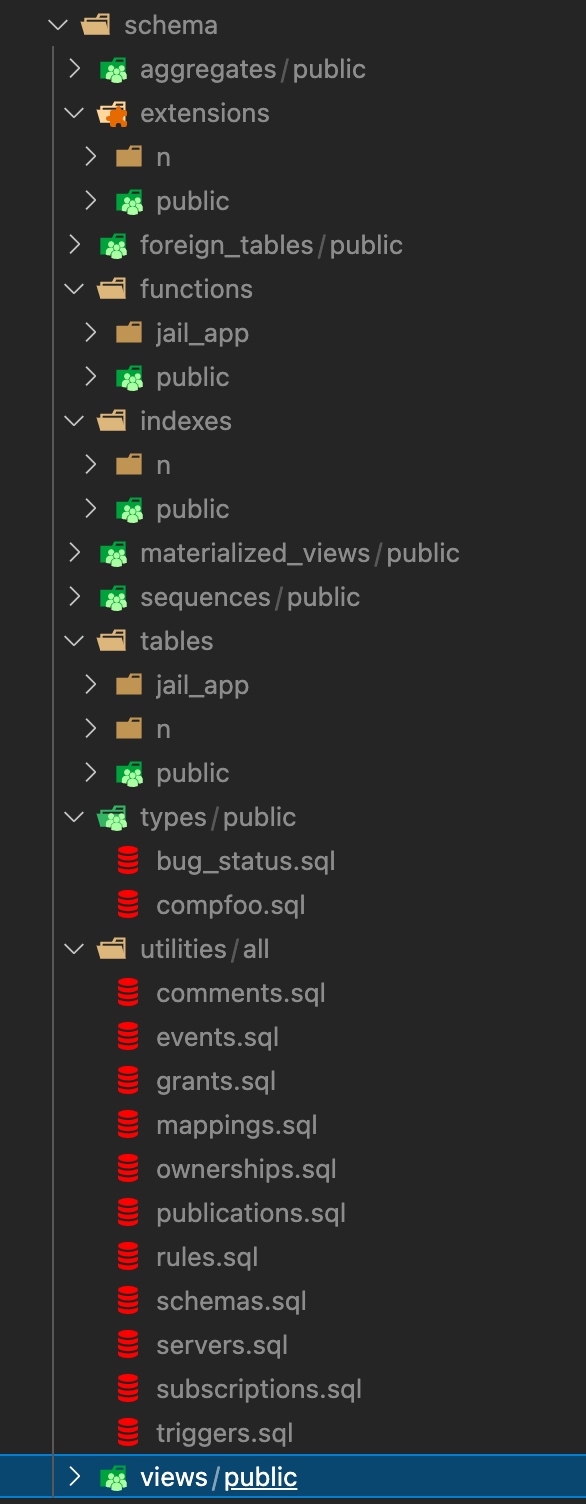 schema
aggregates/public
extensions
n
public
foreign_tables/public
functions
jail_app
public
indexes
n
public
materialized_views/public
sequences/public
tables
jail_app
n
public
types/public
bug_status.sql
compfoo.sql
utilities/all
comments.sql
events.sql
grants.sql
mappings.sql
ownerships.sql
publications.sql
rules.sql
schemas.sql
servers.sql
subscriptions.sql
triggers.sql
views/public